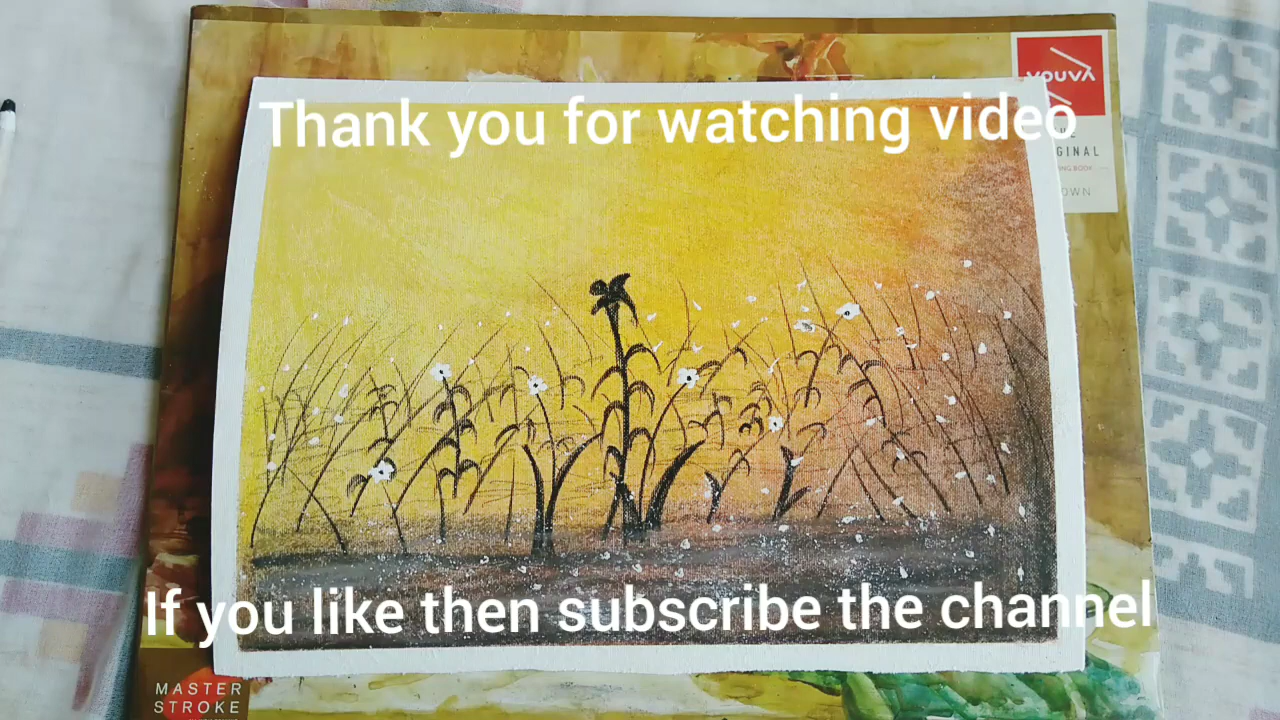 YOUVA
Thank you for watching video
GINAL
OWN
If you like then subscribe the channel
MASTER
STROKE